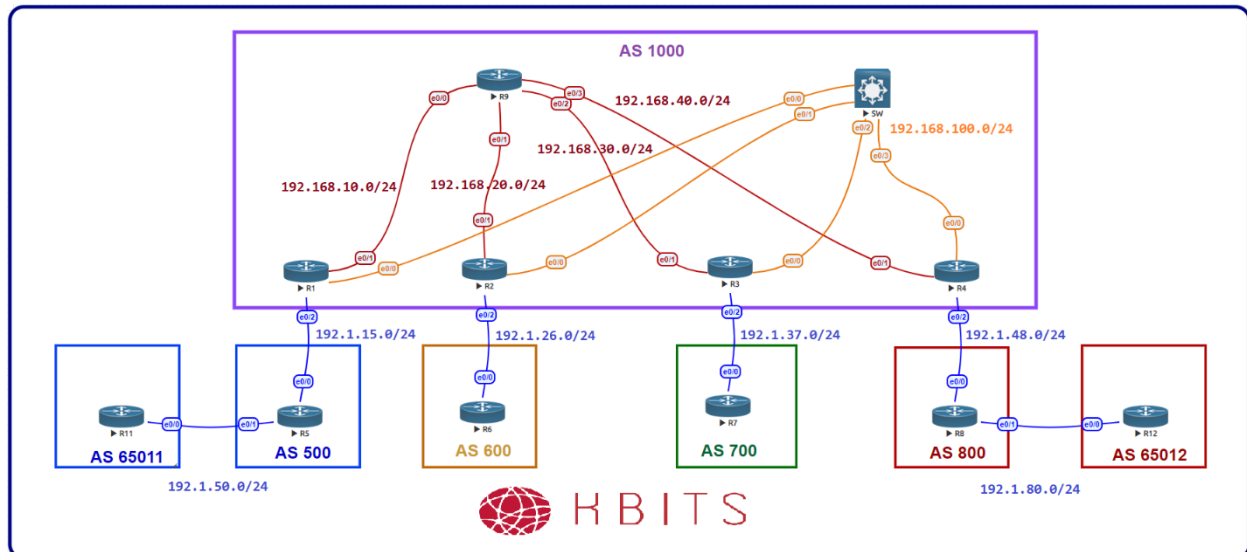 AS 1000
e0/0
e0/3
e0/2
R9
e0/1
192.168.40.0/24
e0/0
e0/1
SW
e0/2
192.168.100.0/24
e0/3
192.168.30.0/24
192.168.10.0/24
192.168.20.0/24
e0/1
e0/0
e0/1
R1
e0/0
R2
e0/1
e0/0
R3
e0/1
e0/0
R4
e0/2
192.1.15.0/24
e0/2
192.1.26.0/24
e0/2
192.1.37.0/24
e0/2
192.1.48.0/24
e0/0
e0/0
e0/0
e0/0
R11
e0/0
e0/1
R5
R6
R7
R8
e0/1
e0/0
R12
AS 65011
AS 500
AS 600
AS 700
AS 800
AS 65012
192.1.50.0/24
192.1.80.0/24
KBITS